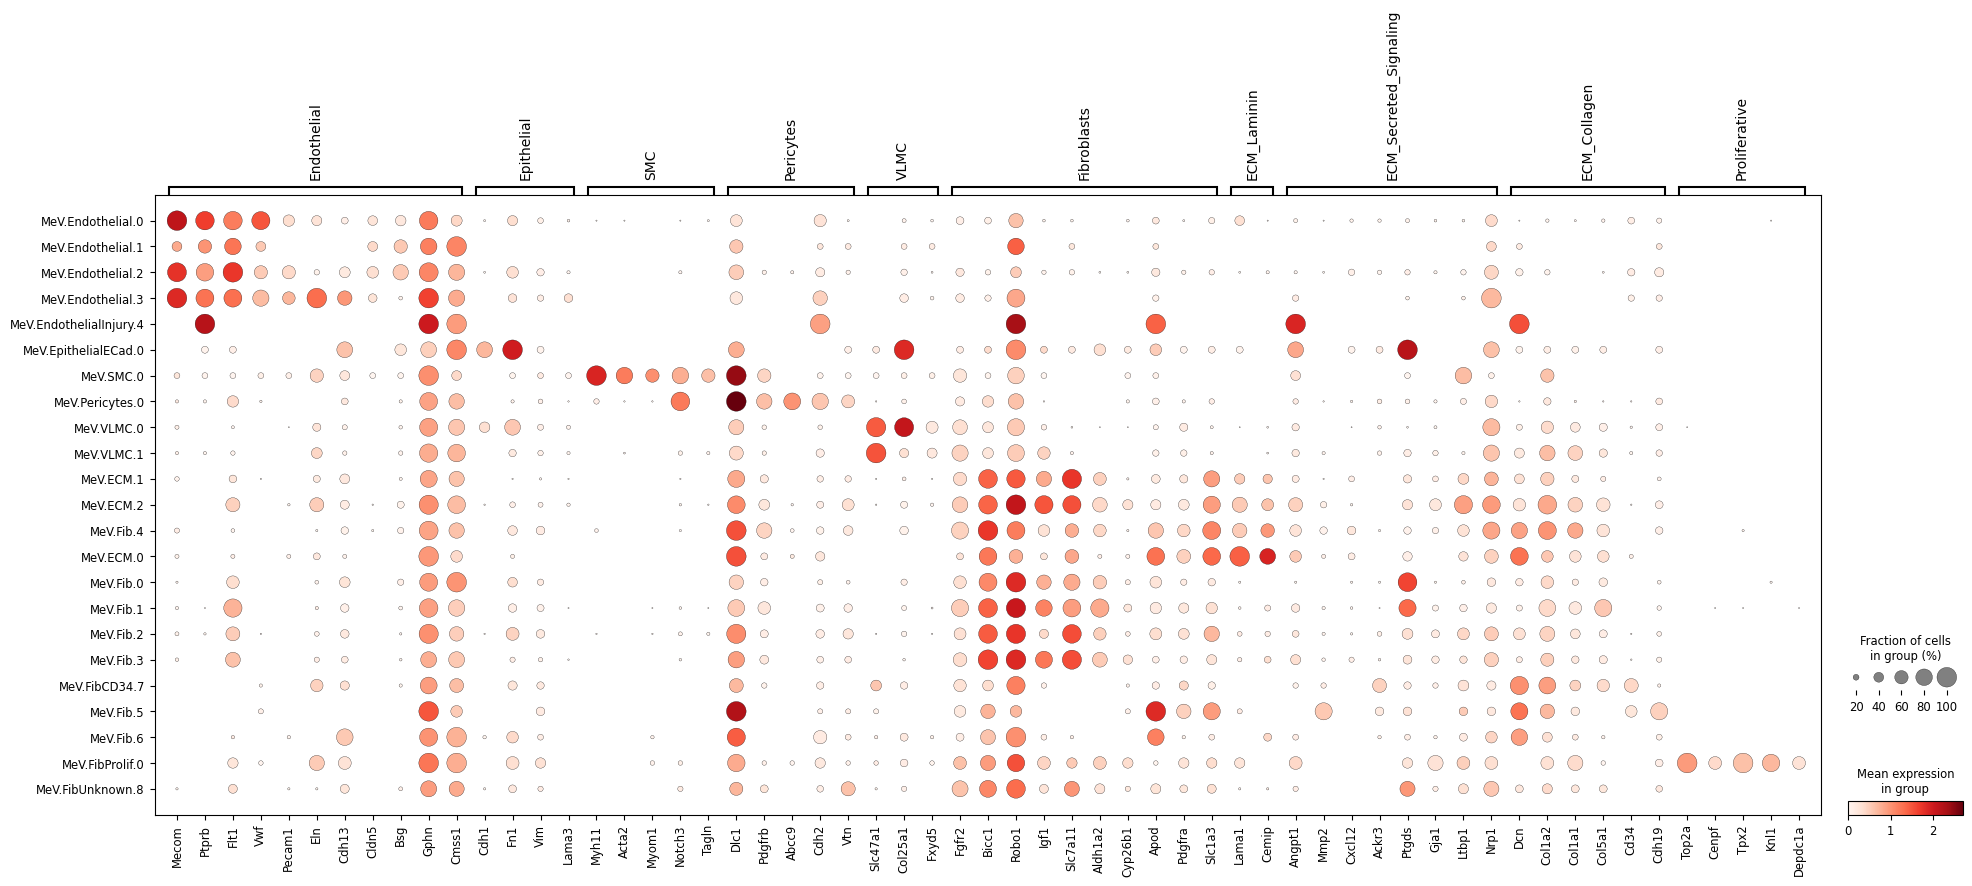 Endothelial
Epithelial
SMC
Pericytes
VLMC
Fibroblasts
ECM_Laminin
ECM_Secreted_Signaling
ECM_Collagen
Proliferative
MeV.Endothelial.0
MeV.Endothelial.1
MeV.Endothelial.2
MeV.Endothelial.3
MeV.EndothelialInjury.4
MeV.EpithelialECad.0
MeV.SMC.0
MeV.Pericytes.0
MeV.VLMC.0
MeV.VLMC.1
MeV.ECM.1
MeV.ECM.2
MeV.Fib.4
MeV.ECM.0
MeV.Fib.0
MeV.Fib.1
MeV.Fib.2
MeV.Fib.3
MeV.FibCD34.7
MeV.Fib.5
MeV.Fib.6
MeV.FibProlif.0
MeV.FibUnknown.8
Mecom
Ptprb
Flt1
Vwf
Pecam1
Eln
Cdh13
Cldn5
Bsg
Gphn
Cmss1
Cdh1
Fn1
Vim
Lama3
Myh11
Acta2
Myom1
Notch3
Tagln
Dlc1
Pdgfrb
Abcc9
Cdh2
Vtn
Slc47a1
Col25a1
Fxyd5
Fgfr2
Bicc1
Robo1
Igf1
Slc7a11
Aldh1a2
Cyp26b1
Apod
Pdgfra
Slc1a3
Lama1
Cemip
Angpt1
Mmp2
Cxcl12
Ackr3
Ptgds
Gja1
Ltbp1
Nrp1
Dcn
Col1a2
Col1a1
Col5a1
Cd34
Cdh19
Top2a
Cenpf
Tpx2
Knl1
Depdc1a
Fraction of cells
in group (%)
20 40 60 80 100
Mean expression
in group
0 1 2